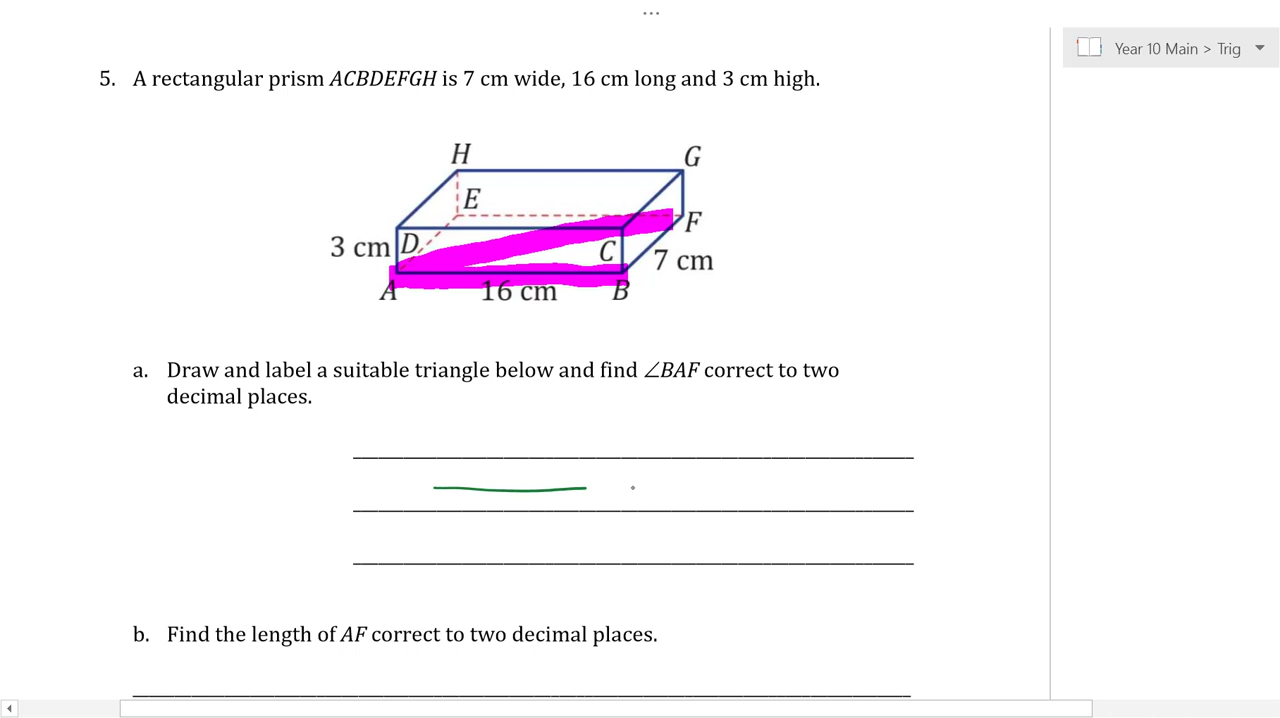 ...
Year 10 Main > Trig
5. A rectangular prism ACBDEFGH is 7 cm wide, 16 cm long and 3 cm high.
H
G
E
F
3 cm
D
C
7 cm
A
16 cm
B
a. Draw and label a suitable triangle below and find ∠BAF correct to two
decimal places.
b. Find the length of AF correct to two decimal places.